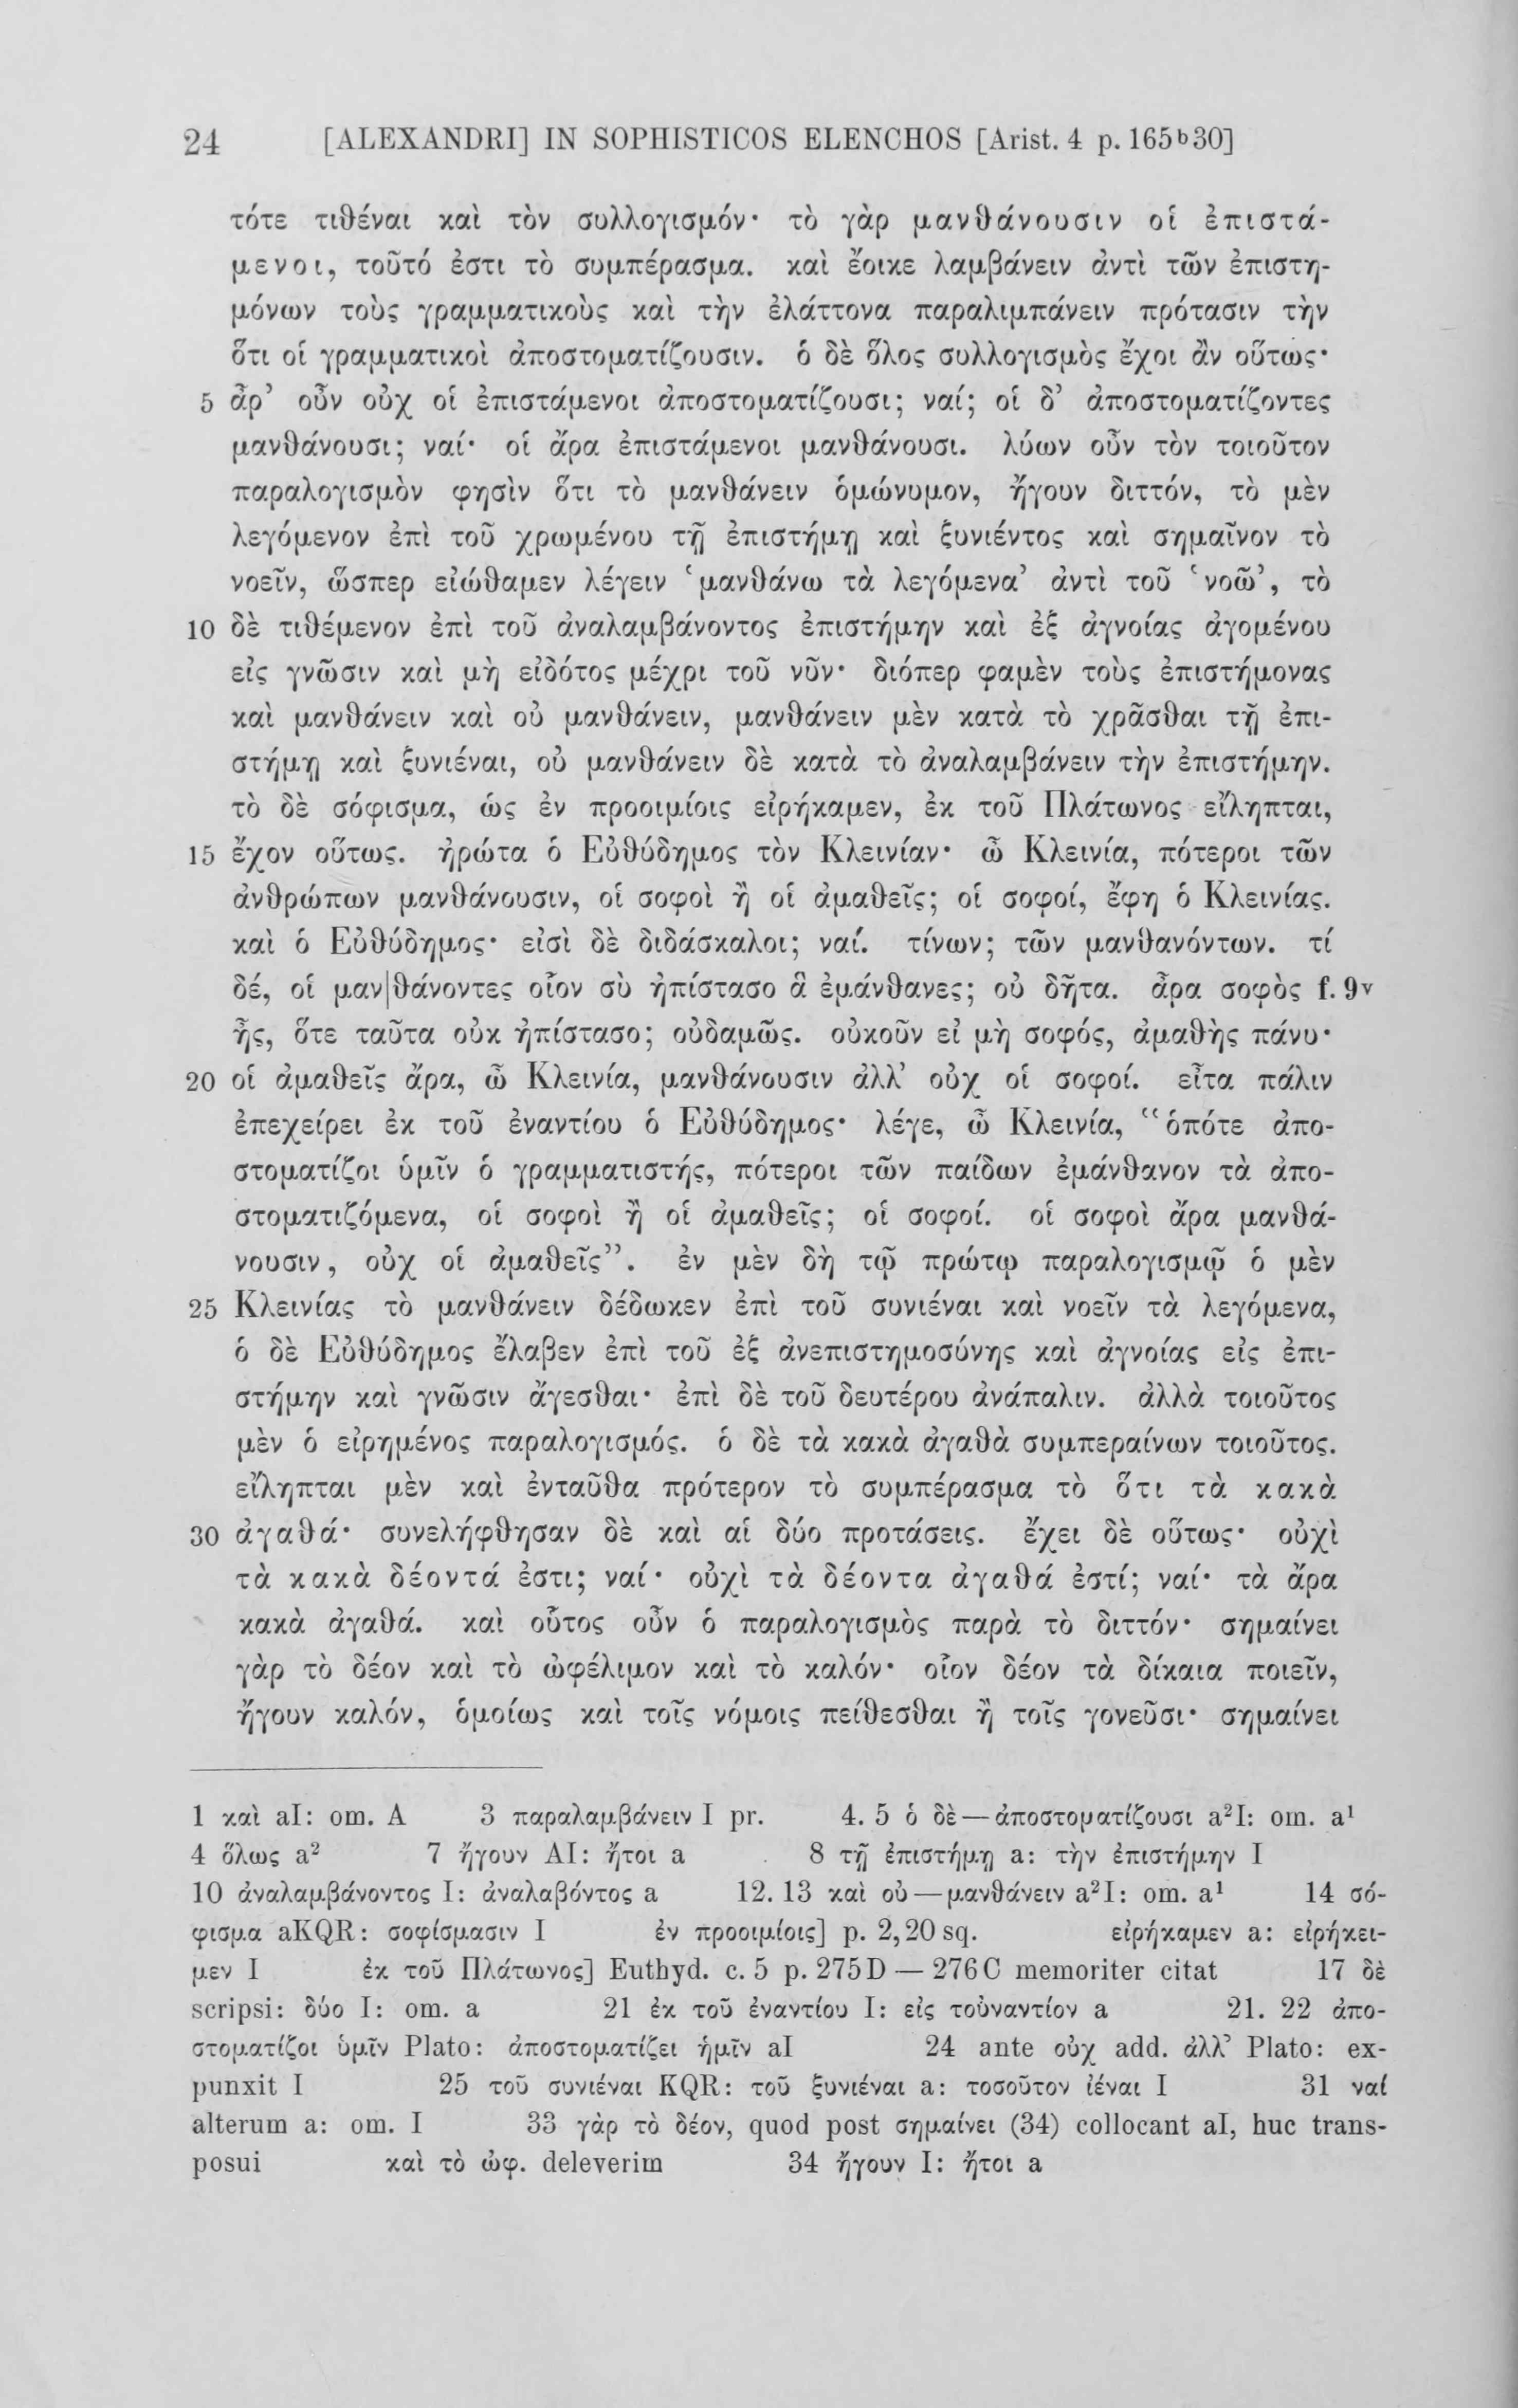 24 [ALEXANDRI] IN SOPHISTICOS ELENCHOS [Arist. 4 p. 165ᵇ30]
τότε τιθέναι καὶ τὸν συλλογισμόν· τὸ γὰρ μανθάνουσιν οἱ ἐπιστά-
μενοι, τοῦτό ἐστι τὸ συμπέρασμα. καὶ ἔοικε λαμβάνειν ἀντὶ τῶν ἐπιστη-
μόνων τοὺς γραμματικοὺς καὶ τὴν ἐλάττονα παραλιμπάνειν πρότασιν τὴν
ὅτι οἱ γραμματικοὶ ἀποστοματίζουσιν. ὁ δὲ ὅλος συλλογισμὸς ἔχοι ἂν οὕτως·
5 ἆρ’ οὖν οὐχ οἱ ἐπιστάμενοι ἀποστοματίζουσι; ναί; οἱ δ’ ἀποστοματίζοντες
μανθάνουσι; ναί· οἱ ἄρα ἐπιστάμενοι μανθάνουσι. λύων οὖν τὸν τοιοῦτον
παραλογισμὸν φησὶν ὅτι τὸ μανθάνειν ὁμώνυμον, ἤγουν διττόν, τὸ μὲν
λεγόμενον ἐπὶ τοῦ χρωμένου τῇ ἐπιστήμῃ καὶ ξυνιέντος καὶ σημαῖνον τὸ
νοεῖν, ὥσπερ εἰώθαμεν λέγειν ‘μανθάνω τὰ λεγόμενα’ ἀντὶ τοῦ ‘νοῶ’, τὸ
10 δὲ τιθέμενον ἐπὶ τοῦ ἀναλαμβάνοντος ἐπιστήμην καὶ ἐξ ἀγνοίας ἀγομένου
εἰς γνῶσιν καὶ μὴ εἰδότος μέχρι τοῦ νῦν· διόπερ φαμὲν τοὺς ἐπιστήμονας
καὶ μανθάνειν καὶ οὐ μανθάνειν, μανθάνειν μὲν κατὰ τὸ χρᾶσθαι τῇ ἐπι-
στήμῃ καὶ ξυνιέναι, οὐ μανθάνειν δὲ κατὰ τὸ ἀναλαμβάνειν τὴν ἐπιστήμην.
τὸ δὲ σόφισμα, ὡς ἐν προοιμίοις εἰρήκαμεν, ἐκ τοῦ Πλάτωνος εἴληπται,
15 ἔχον οὕτως. ἠρώτα ὁ Εὐθύδημος τὸν Κλεινίαν· ὦ Κλεινία, πότεροι τῶν
ἀνθρώπων μανθάνουσιν, οἱ σοφοὶ ἢ οἱ ἀμαθεῖς; οἱ σοφοί, ἔφη ὁ Κλεινίας.
καὶ ὁ Εὐθύδημος· εἰσὶ δὲ διδάσκαλοι; ναί. τίνων; τῶν μανθανόντων. τί
δέ, οἱ μαν|θάνοντες οἷον σὺ ἠπίστασο ἃ ἐμάνθανες; οὐ δῆτα. ἆρα σοφὸς f. 9ᵛ
ἦς, ὅτε ταῦτα οὐκ ἠπίστασο; οὐδαμῶς. οὐκοῦν εἰ μὴ σοφός, ἀμαθὴς πάνυ·
20 οἱ ἀμαθεῖς ἄρα, ὦ Κλεινία, μανθάνουσιν ἀλλ’ οὐχ οἱ σοφοί. εἶτα πάλιν
ἐπεχείρει ἐκ τοῦ ἐναντίου ὁ Εὐθύδημος· λέγε, ὦ Κλεινία, “ὁπότε ἀπο-
στοματίζοι ὑμῖν ὁ γραμματιστής, πότεροι τῶν παίδων ἐμάνθανον τὰ ἀπο-
στοματιζόμενα, οἱ σοφοὶ ἢ οἱ ἀμαθεῖς; οἱ σοφοί. οἱ σοφοὶ ἄρα μανθά-
νουσιν, οὐχ οἱ ἀμαθεῖς”. ἐν μὲν δὴ τῷ πρώτῳ παραλογισμῷ ὁ μὲν
25 Κλεινίας τὸ μανθάνειν δέδωκεν ἐπὶ τοῦ συνιέναι καὶ νοεῖν τὰ λεγόμενα,
ὁ δὲ Εὐθύδημος ἔλαβεν ἐπὶ τοῦ ἐξ ἀνεπιστημοσύνης καὶ ἀγνοίας εἰς ἐπι-
στήμην καὶ γνῶσιν ἄγεσθαι· ἐπὶ δὲ τοῦ δευτέρου ἀνάπαλιν. ἀλλὰ τοιοῦτος
μὲν ὁ εἰρημένος παραλογισμός. ὁ δὲ τὰ κακὰ ἀγαθὰ συμπεραίνων τοιοῦτος.
εἴληπται μὲν καὶ ἐνταῦθα πρότερον τὸ συμπέρασμα τὸ ὅτι τὰ κακὰ
30 ἀγαθά· συνελήφθησαν δὲ καὶ αἱ δύο προτάσεις. ἔχει δὲ οὕτως· οὐχὶ
τὰ κακὰ δέοντά ἐστι; ναί· οὐχὶ τὰ δέοντα ἀγαθά ἐστί; ναί· τὰ ἄρα
κακὰ ἀγαθά. καὶ οὗτος οὖν ὁ παραλογισμὸς παρὰ τὸ διττόν· σημαίνει
γὰρ τὸ δέον καὶ τὸ ὠφέλιμον καὶ τὸ καλόν· οἷον δέον τὰ δίκαια ποιεῖν,
ἤγουν καλόν, ὁμοίως καὶ τοῖς νόμοις πείθεσθαι ἢ τοῖς γονεῦσι· σημαίνει
1 καὶ aI: om. A 3 παραλαμβάνειν I pr. 4. 5 ὁ δὲ — ἀποστοματίζουσι a²I: om. a¹
4 ὅλως a² 7 ἤγουν AI: ἤτοι a 8 τῇ ἐπιστήμῃ a: τὴν ἐπιστήμην I
10 ἀναλαμβάνοντος I: ἀναλαβόντος a 12. 13 καὶ οὐ — μανθάνειν a²I: om. a¹ 14 σό-
φισμα aKQR: σοφίσμασιν I ἐν προοιμίοις] p. 2,20 sq. εἰρήκαμεν a: εἰρήκει-
μεν I ἐκ τοῦ Πλάτωνος] Euthyd. c. 5 p. 275D — 276C memoriter citat 17 δὲ
scripsi: δύο I: om. a 21 ἐκ τοῦ ἐναντίου I: εἰς τοὐναντίον a 21. 22 ἀπο-
στοματίζοι ὑμῖν Plato: ἀποστοματίζει ἡμῖν aI 24 ante οὐχ add. ἀλλ’ Plato: ex-
punxit I 25 τοῦ συνιέναι KQR: τοῦ ξυνιέναι a: τοσοῦτον ἰέναι I 31 ναί
alterum a: om. I 33 γὰρ τὸ δέον, quod post σημαίνει (34) collocant aI, huc trans-
posui καὶ τὸ ὠφ. deleverim 34 ἤγουν I: ἤτοι a